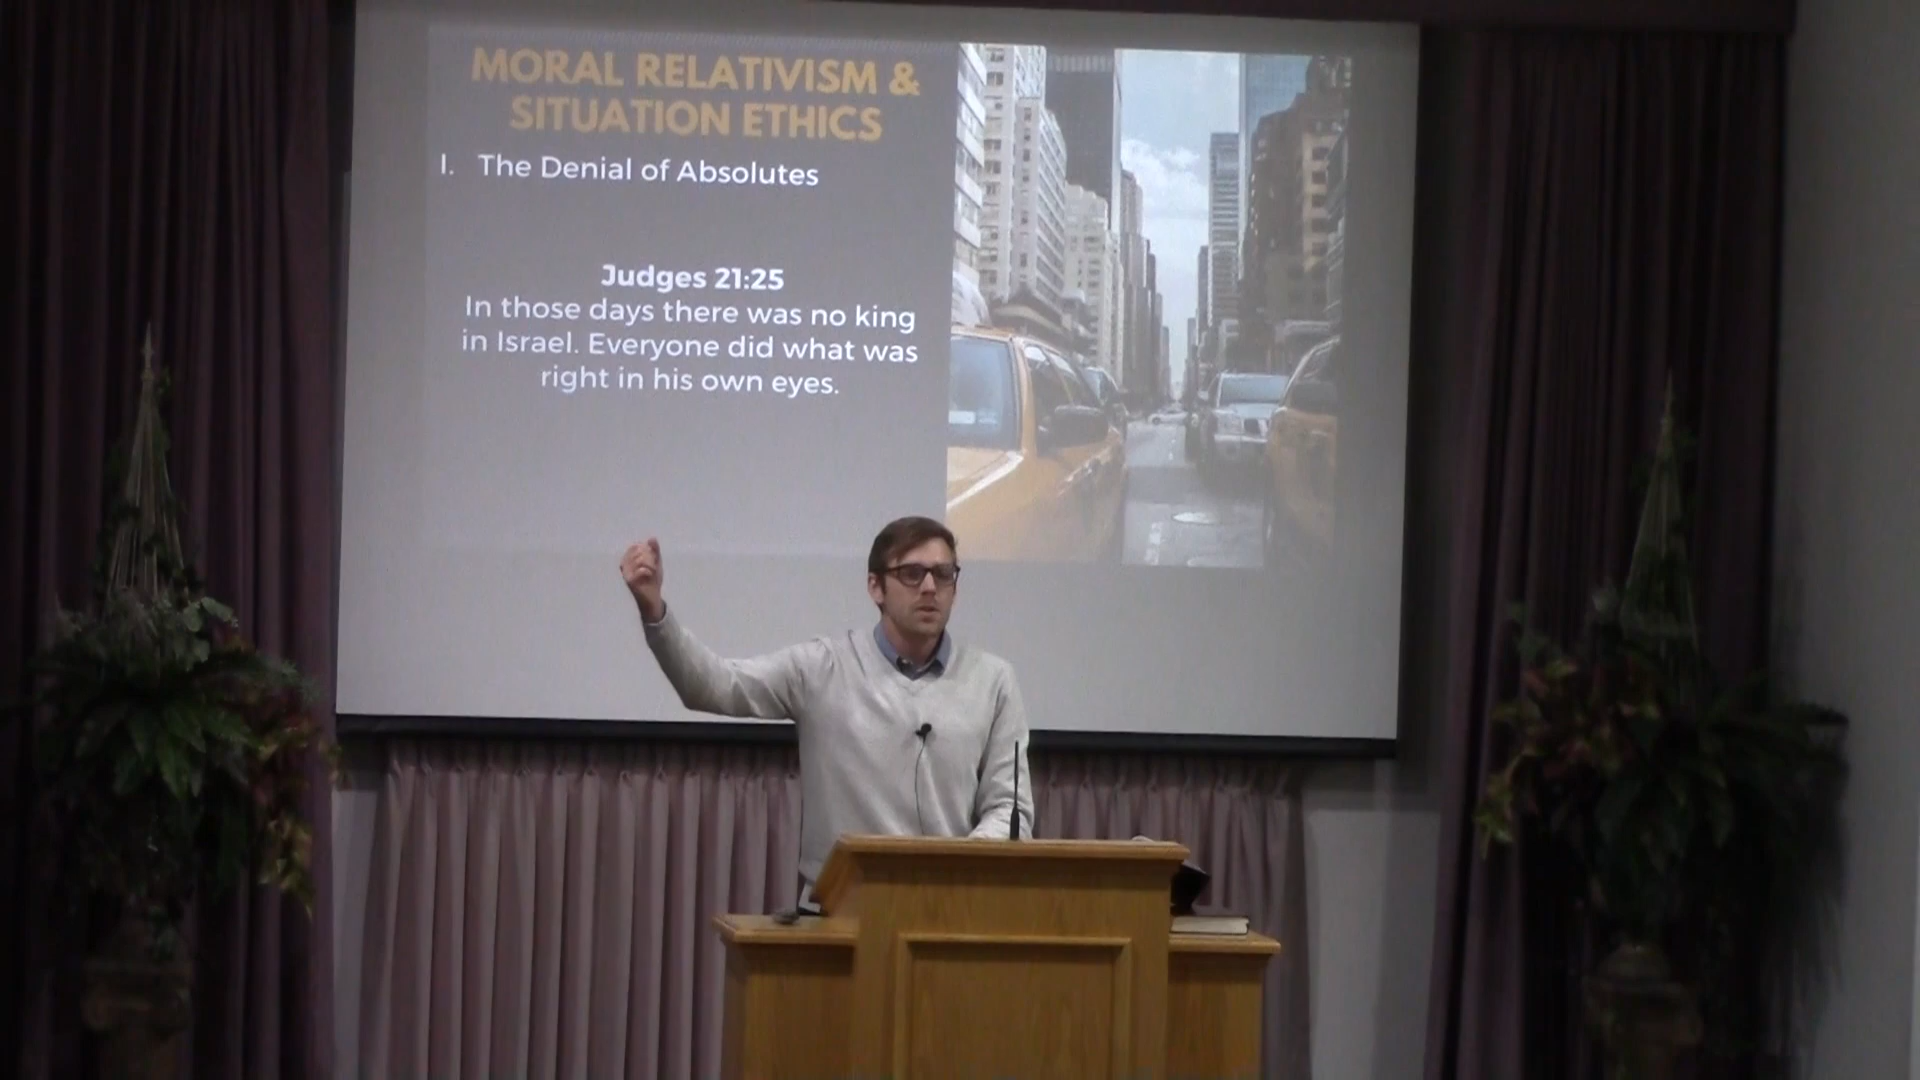 MORAL RELATIVISM &
SITUATION ETHICS
I. The Denial of Absolutes
Judges 21:25
In those days there was no king
in Israel. Everyone did what was
right in his own eyes.